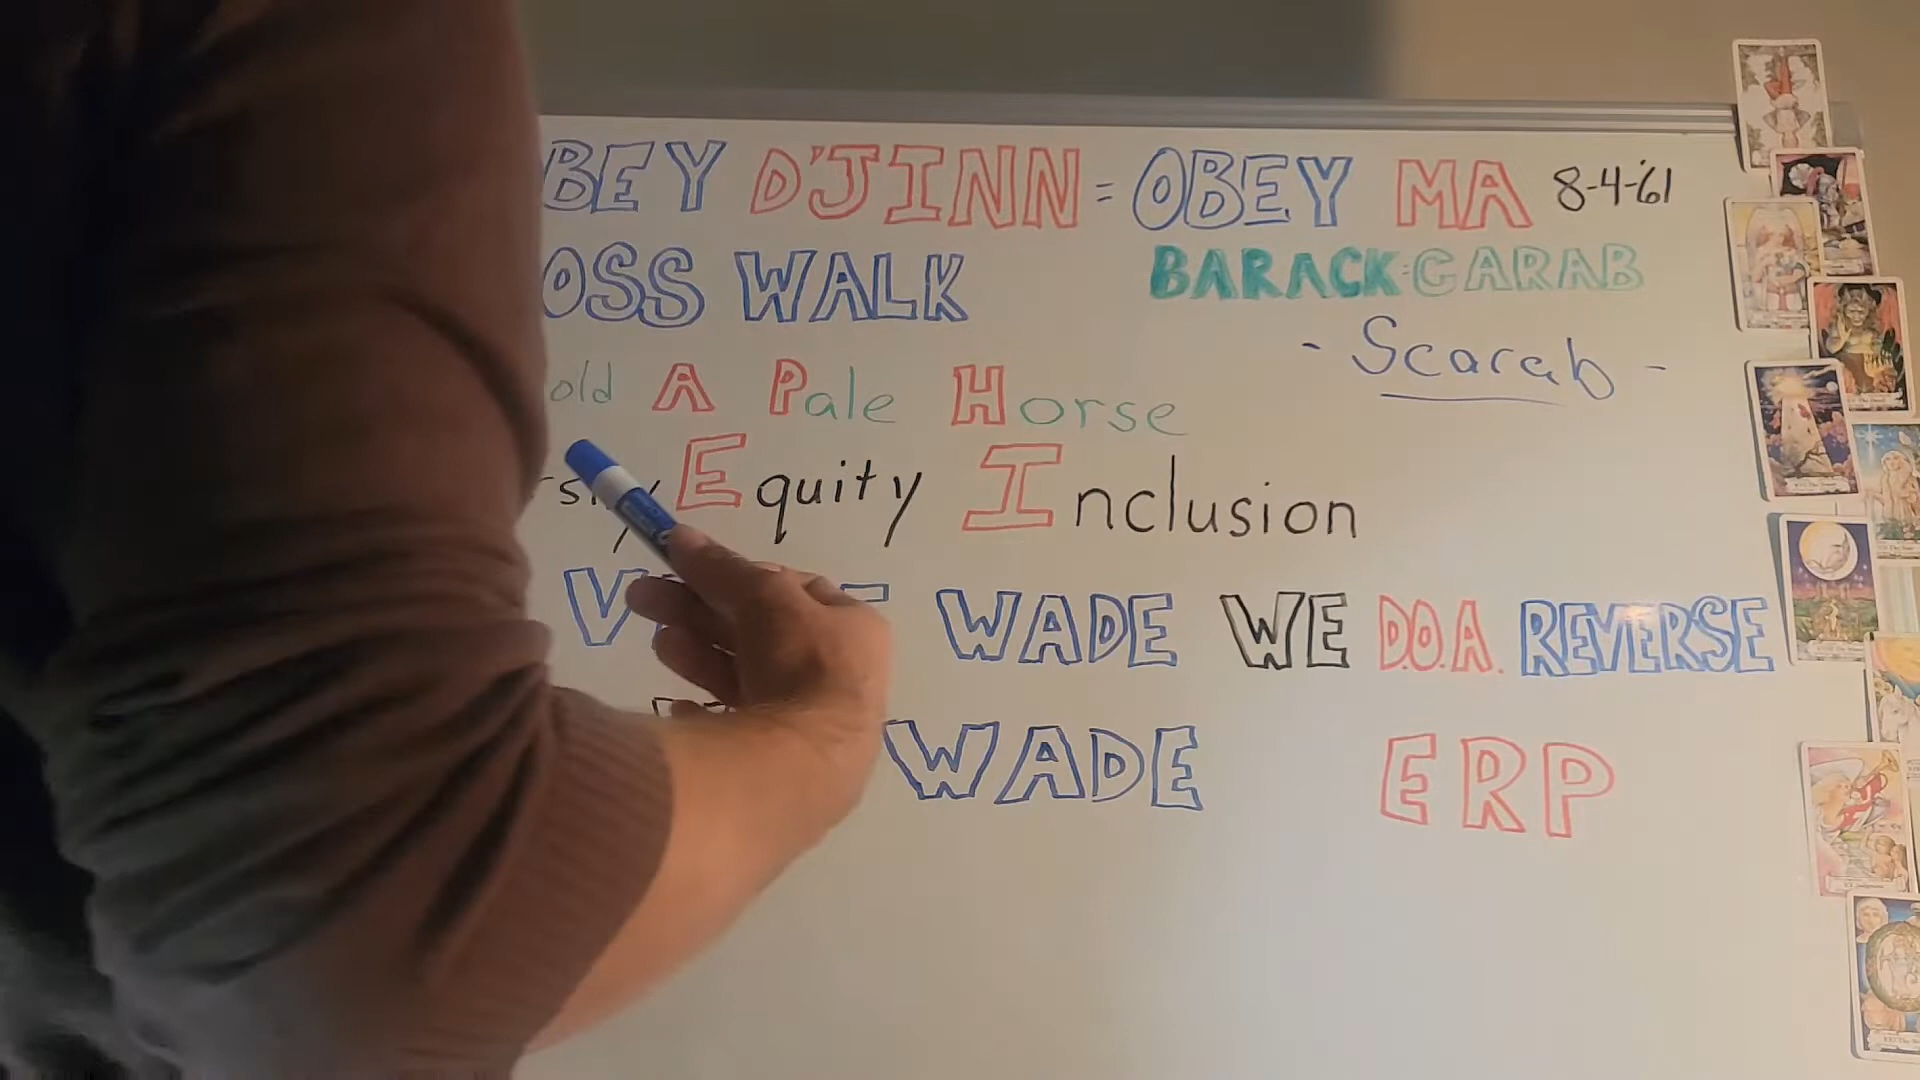 BEY D'JINN = OBEY MA 8-4-'61
OSS WALK BARACK:CARAB
- Scarab -
old A Pale Horse
Equity Inclusion
WADE WE D.O.A. REVERSE
WADE ERP